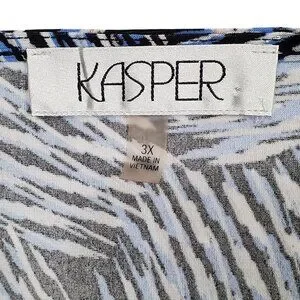 KASPER
3X
MADE IN
VIETNAM